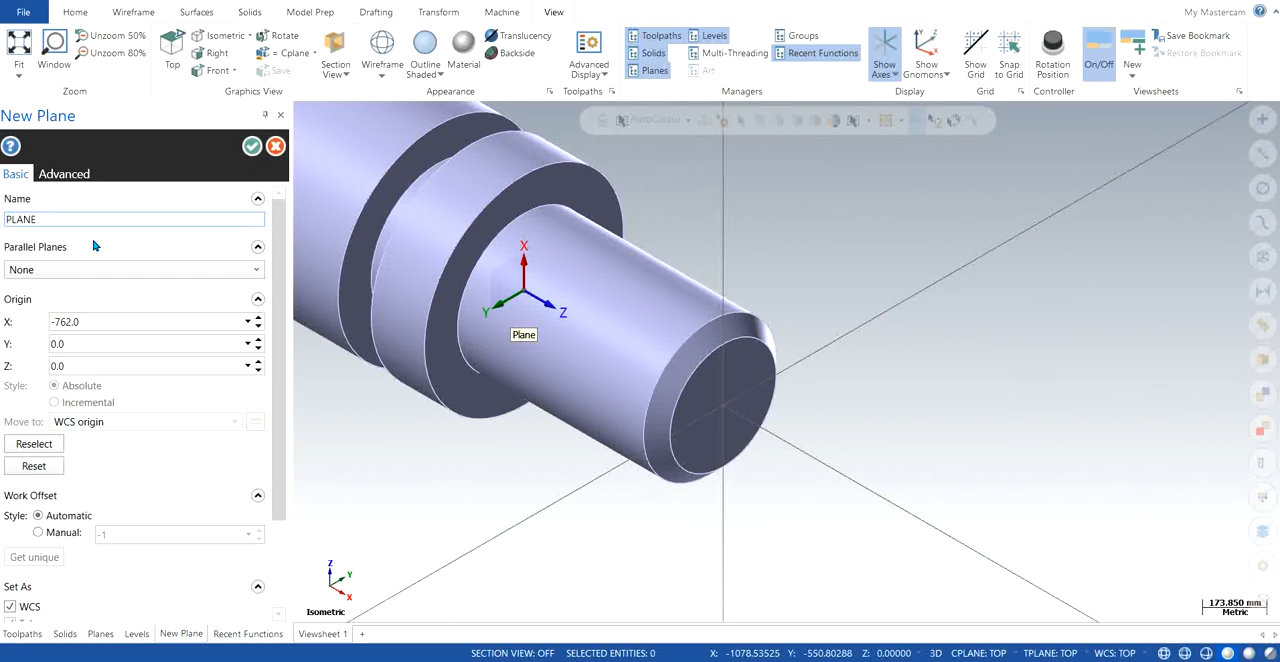 File Home Wireframe Surfaces Solids Model Prep Drafting Transform Machine View My Mastercam
Unzoom 50% Isometric Rotate Translucency Toolpaths Levels Groups Save Bookmark
Unzoom 80% Right = Cplane Backside Solids Multi-Threading Recent Functions Restore Bookmark
Front Save Planes Art
Fit Window Top Section View Wireframe Outline Shaded Material Advanced Display Show Axes Show Gnomons Show Grid Snap to Grid Rotation Position On/Off New
Zoom Graphics View Appearance Toolpaths Managers Display Grid Controller Viewsheets
New Plane
Basic Advanced
Name
PLANE
Parallel Planes
None
Origin
X: -762.0
Y: 0.0
Z: 0.0
Style: Absolute
Incremental
Move to: WCS origin
Reselect
Reset
Work Offset
Style: Automatic
Manual: -1
Get unique
Set As
WCS
AutoCursor
X
Y
Z
Plane
Z
Y
X
Isometric
173.850 mm
Metric
Toolpaths Solids Planes Levels New Plane Recent Functions Viewsheet 1 +
SECTION VIEW: OFF SELECTED ENTITIES: 0 X: -1078.53525 Y: -550.80288 Z: 0.00000 3D CPLANE: TOP TPLANE: TOP WCS: TOP